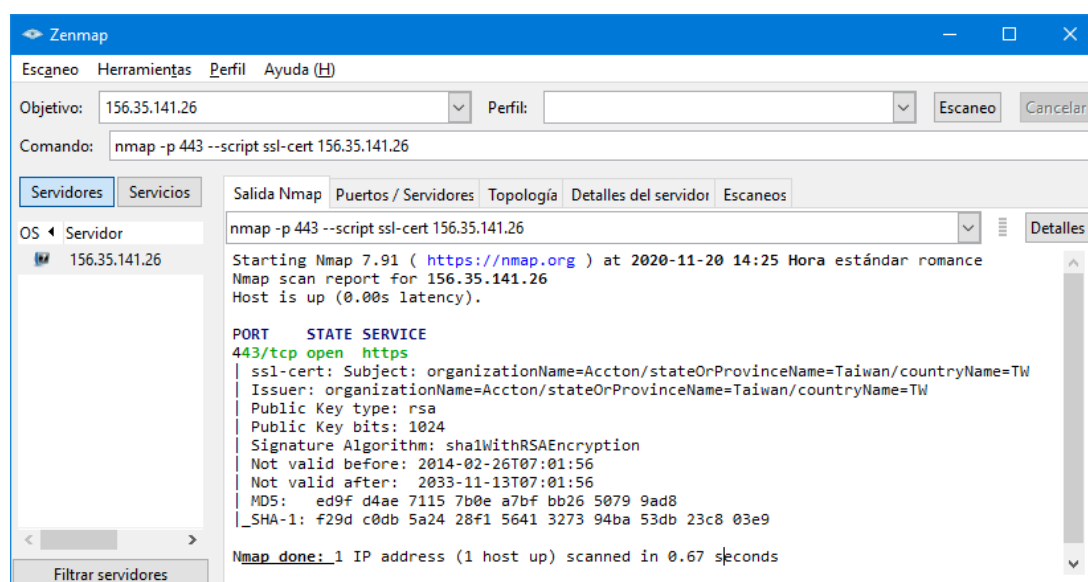 Zenmap
Escaneo Herramientas Perfil Ayuda (H)
Objetivo: 156.35.141.26 Perfil: Escaneo Cancelar
Comando: nmap -p 443 --script ssl-cert 156.35.141.26
Servidores Servicios Salida Nmap Puertos / Servidores Topología Detalles del servidor Escaneos
nmap -p 443 --script ssl-cert 156.35.141.26 Detalles
OS Servidor
156.35.141.26
Starting Nmap 7.91 ( https://nmap.org ) at 2020-11-20 14:25 Hora estándar romance
Nmap scan report for 156.35.141.26
Host is up (0.00s latency).
PORT    STATE SERVICE
443/tcp open  https
| ssl-cert: Subject: organizationName=Accton/stateOrProvinceName=Taiwan/countryName=TW
| Issuer: organizationName=Accton/stateOrProvinceName=Taiwan/countryName=TW
| Public Key type: rsa
| Public Key bits: 1024
| Signature Algorithm: sha1WithRSAEncryption
| Not valid before: 2014-02-26T07:01:56
| Not valid after:  2033-11-13T07:01:56
| MD5:   ed9f d4ae 7115 7b0e a7bf bb26 5079 9ad8
|_SHA-1: f29d c0db 5a24 28f1 5641 3273 94ba 53db 23c8 03e9
Nmap done: 1 IP address (1 host up) scanned in 0.67 seconds
Filtrar servidores